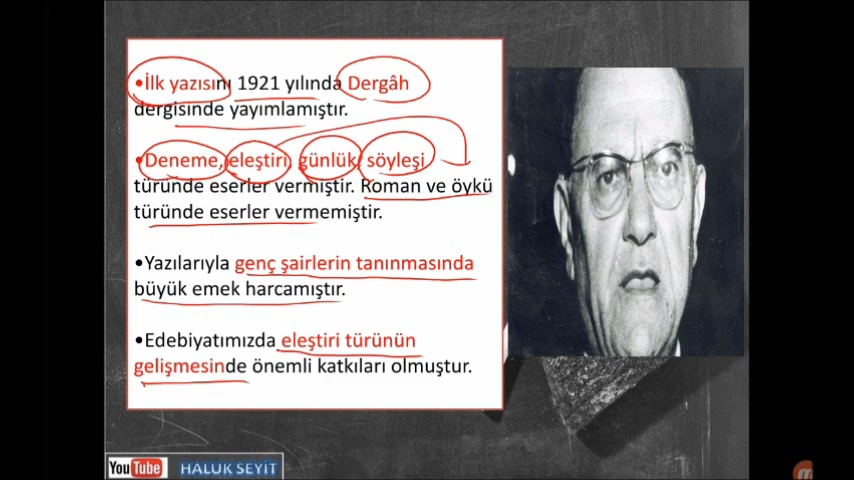 •İlk yazısını 1921 yılında Dergâh
dergisinde yayımlamıştır.
•Deneme, eleştiri, günlük, söyleşi
türünde eserler vermiştir. Roman ve öykü
türünde eserler vermemiştir.
•Yazılarıyla genç şairlerin tanınmasında
büyük emek harcamıştır.
•Edebiyatımızda eleştiri türünün
gelişmesinde önemli katkıları olmuştur.
YouTube HALUK SEYİT